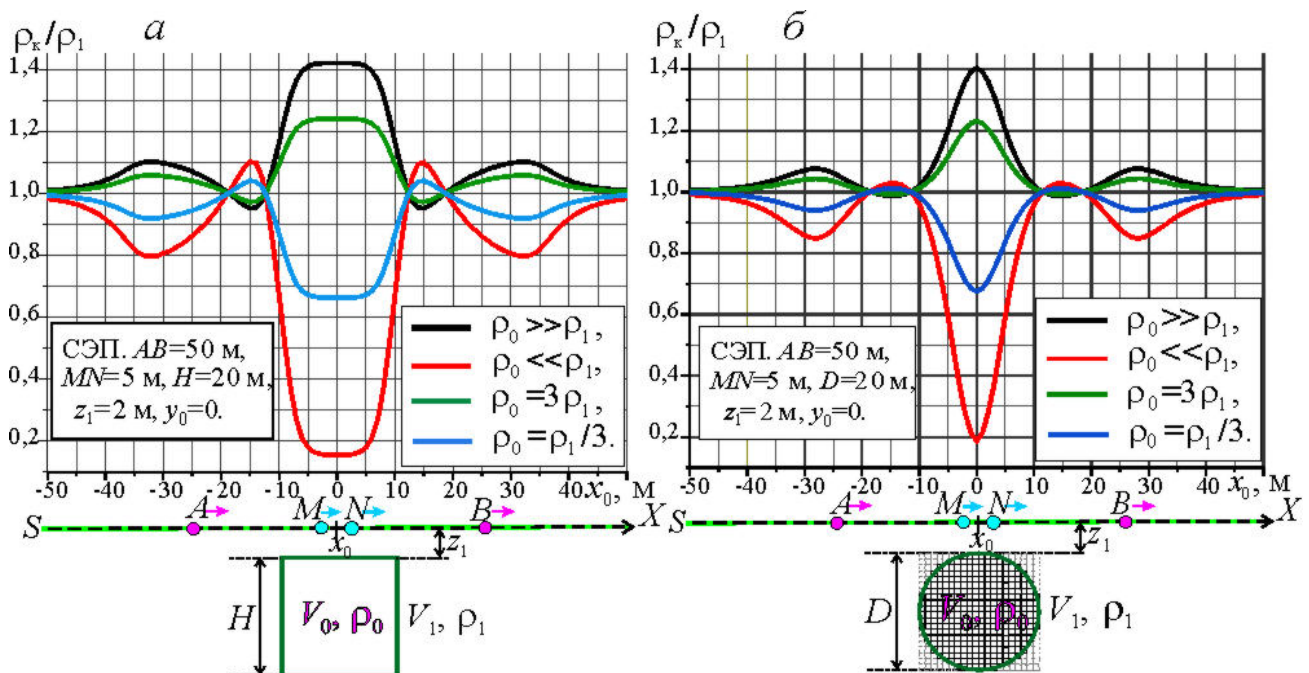 а
ρк/ρ1
1,4
1,2
1,0
0,8
0,6
0,4
0,2
СЭП. AB=50 м,
MN=5 м, H=20 м,
z1=2 м, y0=0.
ρ0 >>ρ1,
ρ0 <<ρ1,
ρ0 =3ρ1,
ρ0 =ρ1/3.
-50 -40 -30 -20 -10 0 10 20 30 40 x0, м
S A M N B X
x0 z1
H V0, ρ0 V1, ρ1
б
ρк/ρ1
1,4
1,2
1,0
0,8
0,6
0,4
0,2
СЭП. AB=50 м,
MN=5 м, D=20 м,
z1=2 м, y0=0.
ρ0 >>ρ1,
ρ0 <<ρ1,
ρ0 =3ρ1,
ρ0 =ρ1/3.
-50 -40 -30 -20 -10 0 10 20 30 40 x0, м
S A M N B X
x0 z1
D V0, ρ0 V1, ρ1